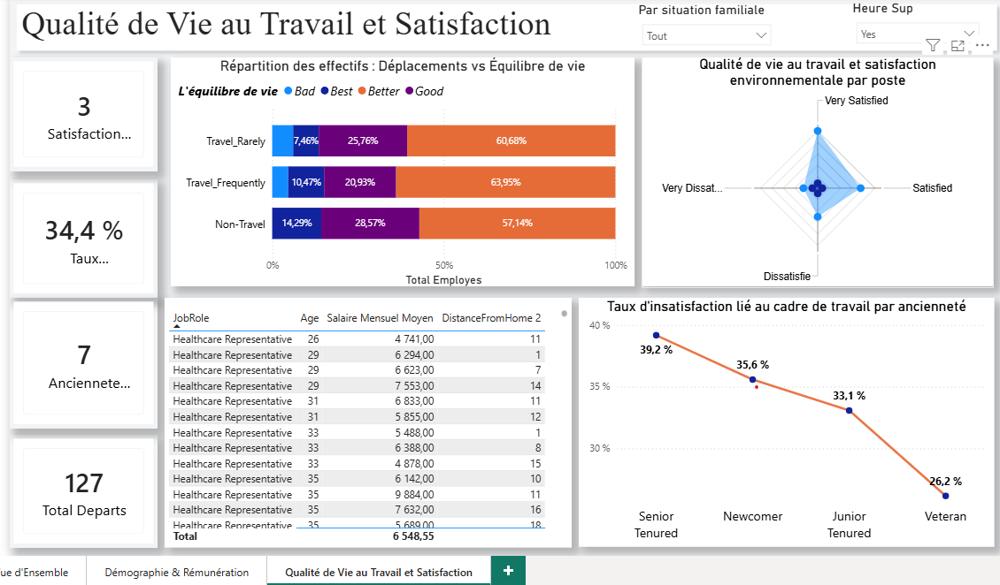 Qualité de Vie au Travail et Satisfaction
Par situation familiale
Tout
Heure Sup
Yes
3
Satisfaction...
34,4 %
Taux...
7
Anciennete...
127
Total Departs
Répartition des effectifs : Déplacements vs Équilibre de vie
L'équilibre de vie Bad Best Better Good
Travel_Rarely 7,46% 25,76% 60,68%
Travel_Frequently 10,47% 20,93% 63,95%
Non-Travel 14,29% 28,57% 57,14%
0% 50% 100%
Total Employes
Qualité de vie au travail et satisfaction
environnementale par poste
Very Satisfied
Very Dissat...
Satisfied
Dissatisfie
JobRole Age Salaire Mensuel Moyen DistanceFromHome 2
Healthcare Representative 26 4 741,00 11
Healthcare Representative 29 6 294,00 1
Healthcare Representative 29 6 623,00 7
Healthcare Representative 29 7 553,00 14
Healthcare Representative 31 6 833,00 11
Healthcare Representative 31 5 855,00 12
Healthcare Representative 33 5 488,00 1
Healthcare Representative 33 6 388,00 8
Healthcare Representative 33 4 878,00 15
Healthcare Representative 35 6 142,00 10
Healthcare Representative 35 9 884,00 11
Healthcare Representative 35 7 632,00 16
Healthcare Representative 35 5 689,00 18
Total 6 548,55
Taux d'insatisfaction lié au cadre de travail par ancienneté
40 %
35 %
30 %
39,2 %
35,6 %
33,1 %
26,2 %
Senior
Tenured
Newcomer
Junior
Tenured
Veteran
ue d'Ensemble
Démographie & Rémunération
Qualité de Vie au Travail et Satisfaction
+